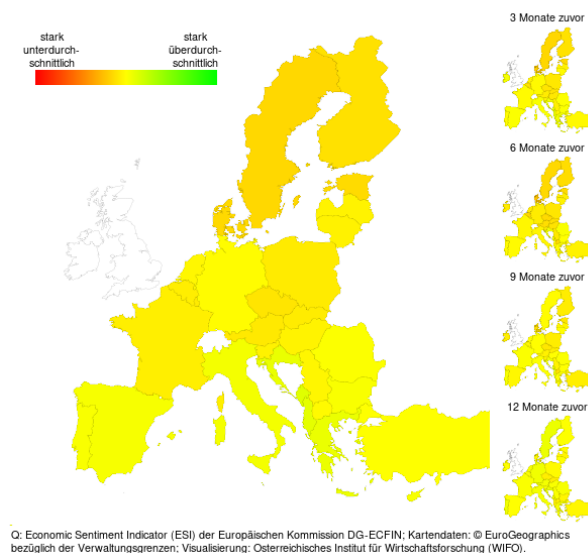 stark
unterdurch-
schnittlich
stark
überdurch-
schnittlich
3 Monate zuvor
6 Monate zuvor
9 Monate zuvor
12 Monate zuvor
Q: Economic Sentiment Indicator (ESI) der Europäischen Kommission DG-ECFIN; Kartendaten: © EuroGeographics
bezüglich der Verwaltungsgrenzen; Visualisierung: Österreichisches Institut für Wirtschaftsforschung (WIFO).